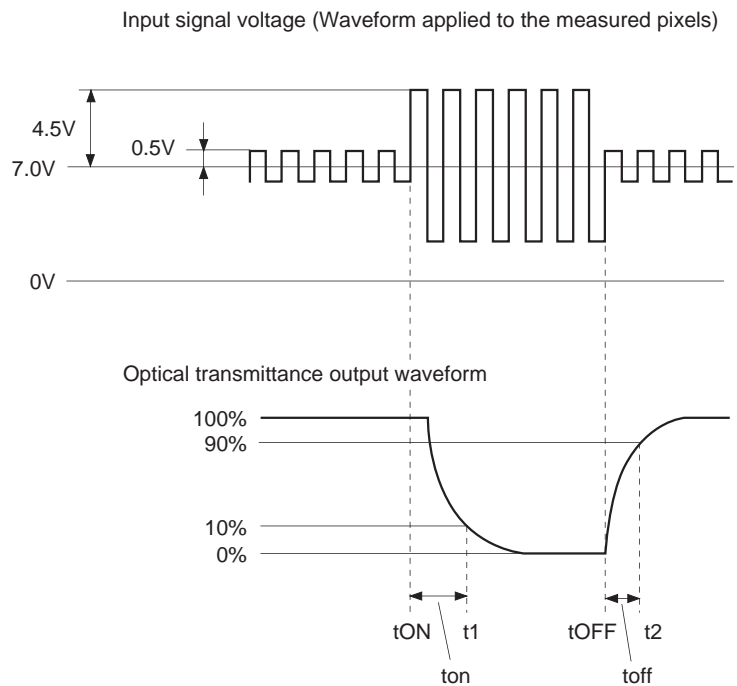 Input signal voltage (Waveform applied to the measured pixels)
4.5V
0.5V
7.0V
0V
Optical transmittance output waveform
100%
90%
10%
0%
tON t1 tOFF t2
ton toff